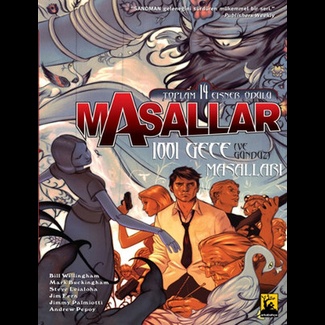 "SANDMAN geleneğini sürdüren mükemmel bir seri."
-Publishers Weekly
TOPLAM 14 EISNER ÖDÜLÜ
MASALLAR
1001 GECE (VE
GÜNDÜZ)
MASALLARI
Bill Willingham
Mark Buckingham
Steve Leialoha
Jim Fern
Jimmy Palmiotti
Andrew Pepoy